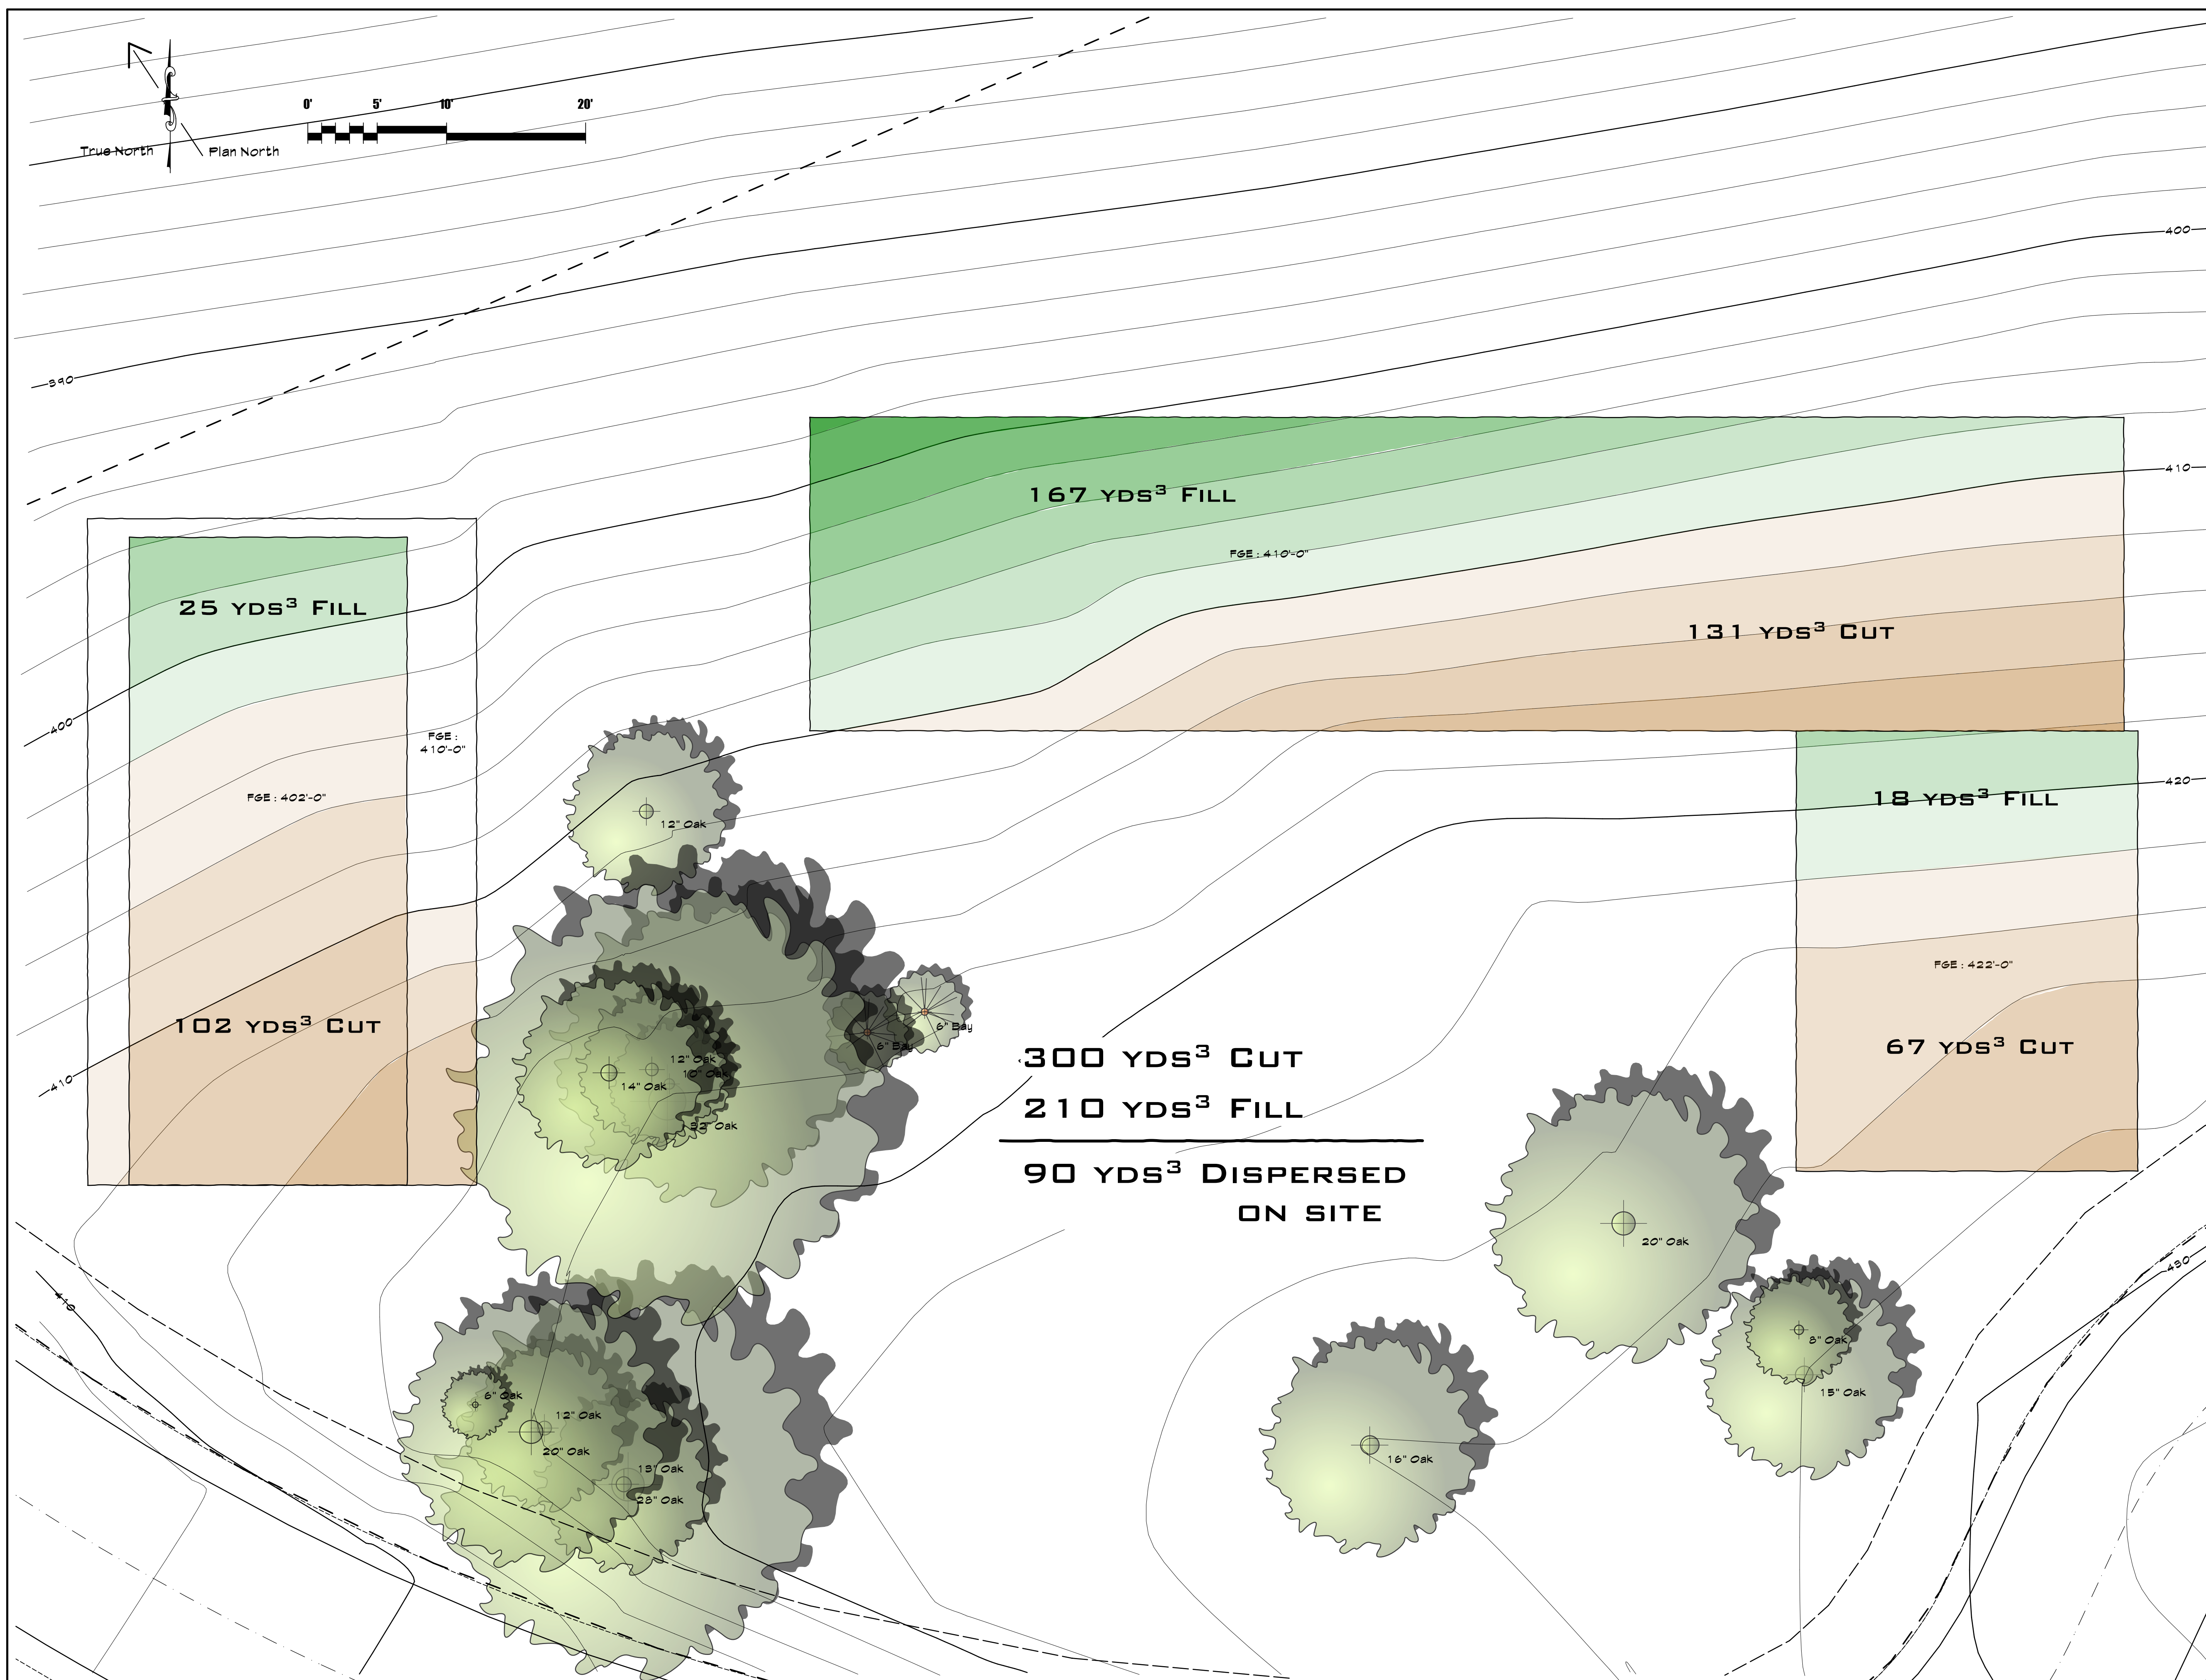 0' 5' 10' 20'
True North
Plan North
400
390
410
167 YDS³ FILL
FGE : 410'-0"
25 YDS³ FILL
131 YDS³ CUT
400
FGE :
410'-0"
FGE : 402'-0"
420
18 YDS³ FILL
12" Oak
FGE : 422'-0"
102 YDS³ CUT
6" Bay
6" Bay
67 YDS³ CUT
300 YDS³ CUT
12" Oak
10" Oak
14" Oak
410
210 YDS³ FILL
32" Oak
90 YDS³ DISPERSED
ON SITE
20" Oak
430
410
8" Oak
15" Oak
6" Oak
12" Oak
20" Oak
16" Oak
13" Oak
28" Oak